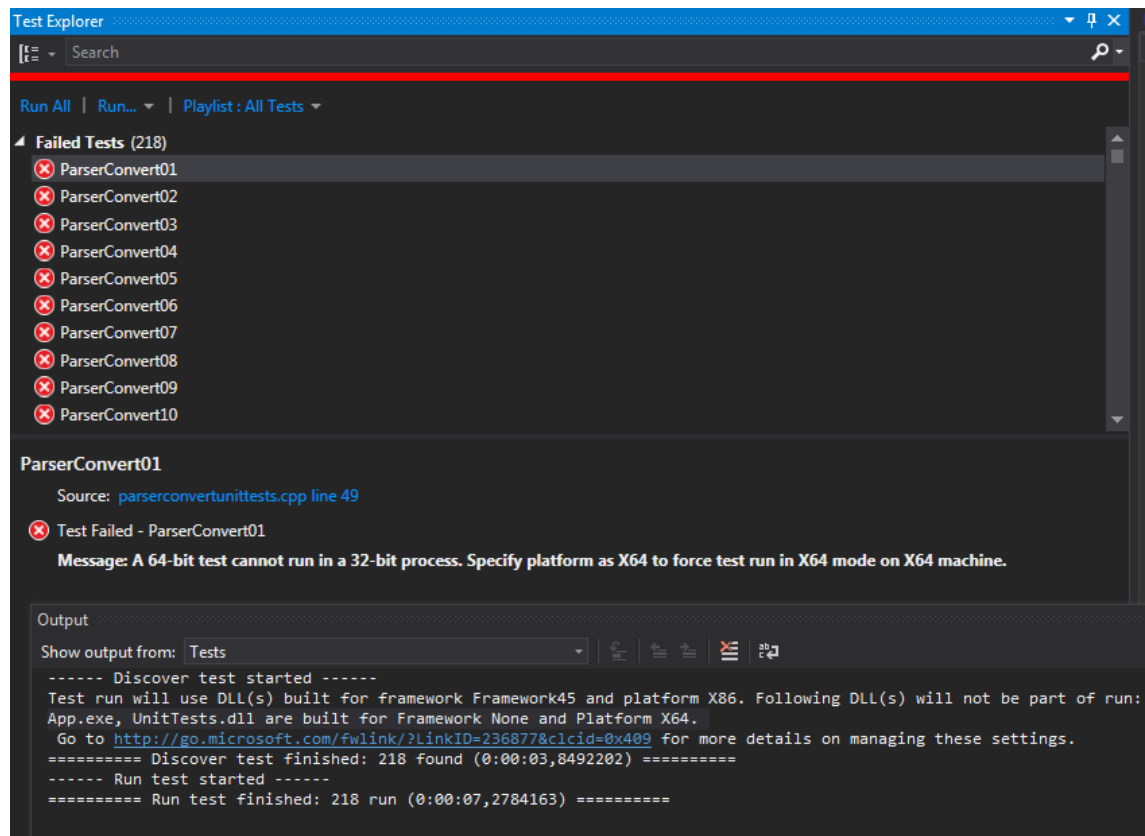 Test Explorer
Search
Run All | Run... | Playlist : All Tests
Failed Tests (218)
ParserConvert01
ParserConvert02
ParserConvert03
ParserConvert04
ParserConvert05
ParserConvert06
ParserConvert07
ParserConvert08
ParserConvert09
ParserConvert10
ParserConvert01
Source: parserconvertunittests.cpp line 49
Test Failed - ParserConvert01
Message: A 64-bit test cannot run in a 32-bit process. Specify platform as X64 to force test run in X64 mode on X64 machine.
Output
Show output from: Tests
------ Discover test started ------
Test run will use DLL(s) built for framework Framework45 and platform X86. Following DLL(s) will not be part of run:
App.exe, UnitTests.dll are built for Framework None and Platform X64.
Go to http://go.microsoft.com/fwlink/?LinkID=236877&clcid=0x409 for more details on managing these settings.
========== Discover test finished: 218 found (0:00:03,8492202) ==========
------ Run test started ------
========== Run test finished: 218 run (0:00:07,2784163) ==========